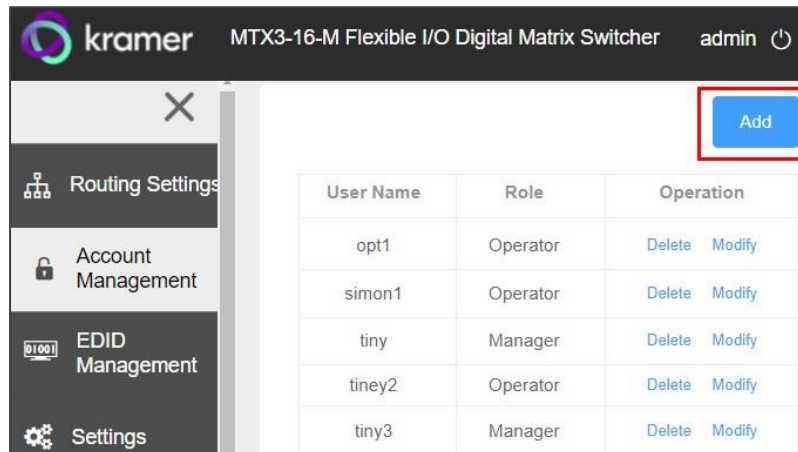 kramer MTX3-16-M Flexible I/O Digital Matrix Switcher admin
Add
Routing Settings
Account
Management
01001
EDID
Management
Settings
User Name Role Operation
opt1 Operator Delete Modify
simon1 Operator Delete Modify
tiny Manager Delete Modify
tiney2 Operator Delete Modify
tiny3 Manager Delete Modify